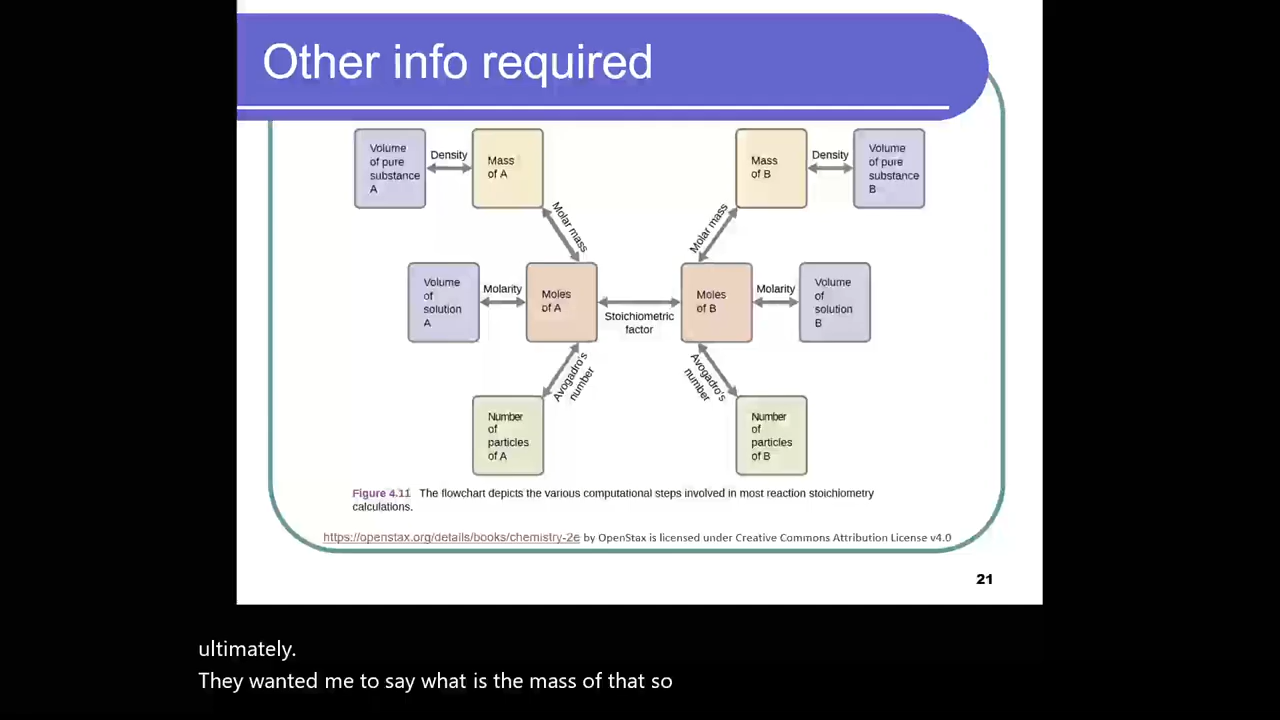 Other info required
Volume
of pure
substance
A
Density
Mass
of A
Mass
of B
Density
Volume
of pure
substance
B
Molar mass
Molar mass
Volume
of
solution
A
Molarity
Moles
of A
Stoichiometric
factor
Moles
of B
Molarity
Volume
of
solution
B
Avogadro's
number
Avogadro's
number
Number
of
particles
of A
Number
of
particles
of B
Figure 4.11 The flowchart depicts the various computational steps involved in most reaction stoichiometry
calculations.
https://openstax.org/details/books/chemistry-2e by OpenStax is licensed under Creative Commons Attribution License v4.0
21
ultimately.
They wanted me to say what is the mass of that so